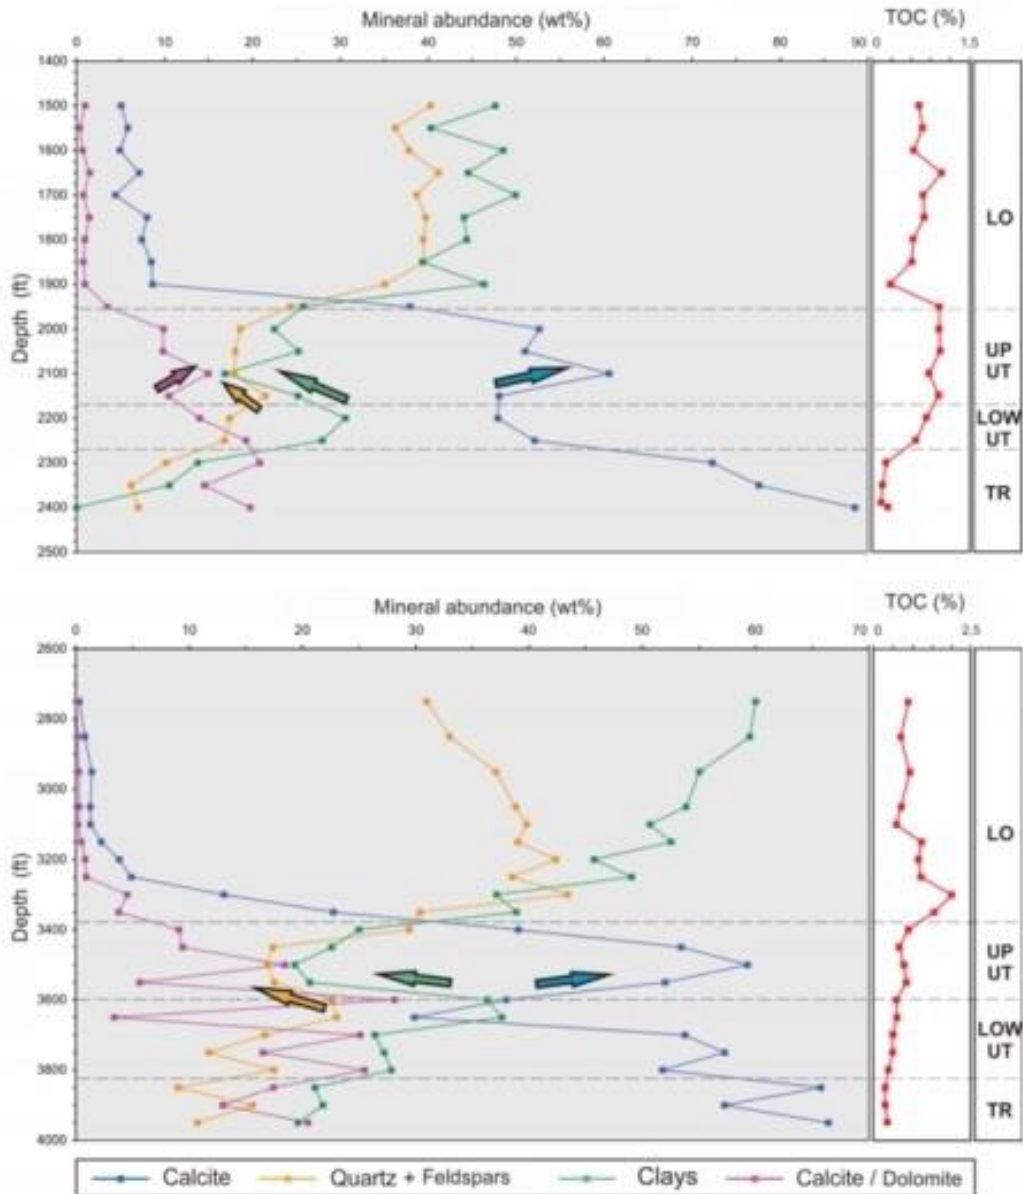 Mineral abundance (wt%) TOC (%)
0 10 20 30 40 50 60 70 80 90 0 1.5
1400
1500
1600
1700
1800
1900
2000
2100
2200
2300
2400
2500
Depth (ft)
LO
UP
UT
LOW
UT
TR
Mineral abundance (wt%) TOC (%)
0 10 20 30 40 50 60 70 0 2.5
2600
2800
3000
3200
3400
3600
3800
4000
Depth (ft)
LO
UP
UT
LOW
UT
TR
Calcite Quartz + Feldspars Clays Calcite / Dolomite